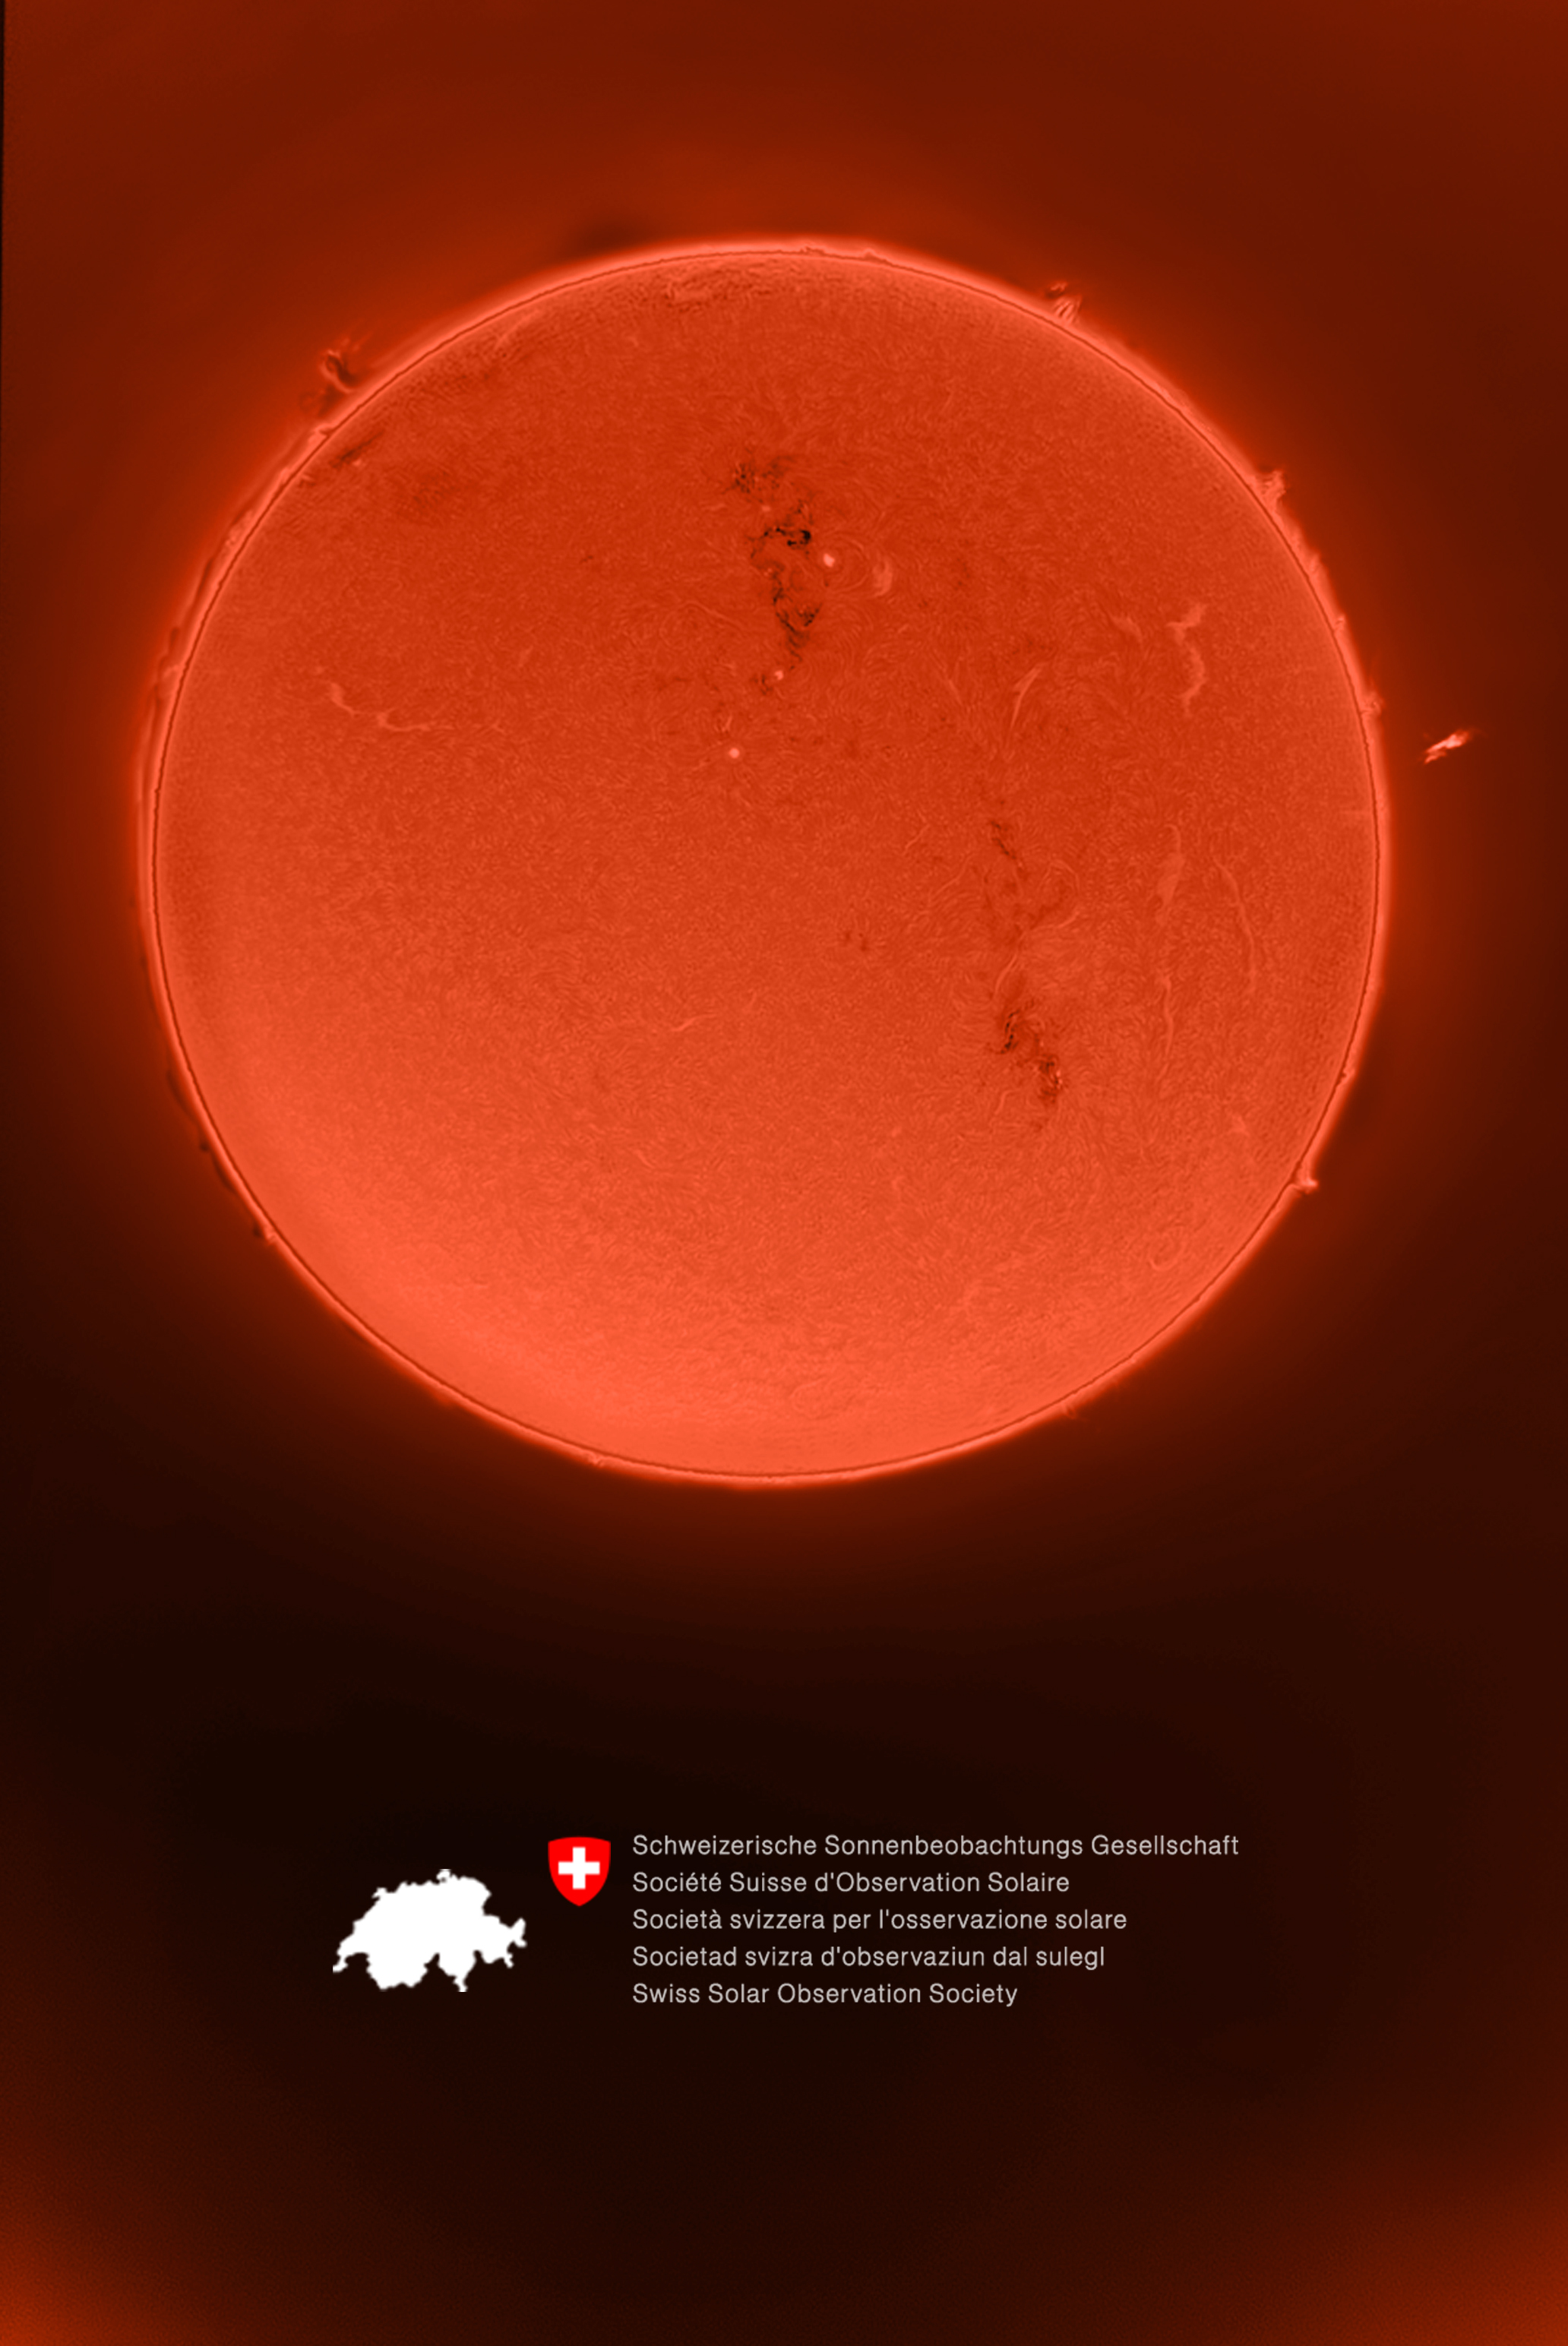 Schweizerische Sonnenbeobachtungs Gesellschaft
Société Suisse d'Observation Solaire
Società svizzera per l'osservazione solare
Societad svizra d'observaziun dal sulegl
Swiss Solar Observation Society